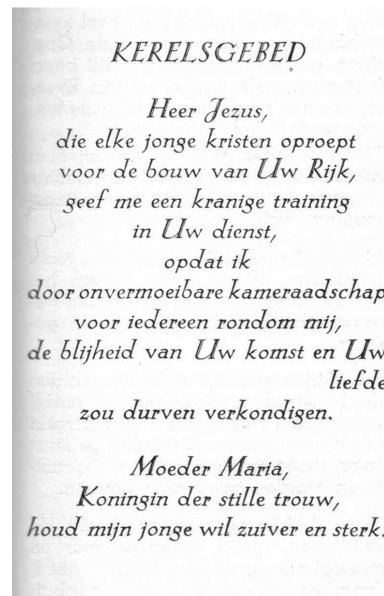 KERELSGEBED
Heer Jezus,
die elke jonge kristen oproept
voor de bouw van Uw Rijk,
geef me een kranige training
in Uw dienst,
opdat ik
door onvermoeibare kameraadschap
voor iedereen rondom mij,
de blijheid van Uw komst en Uw
liefde
zou durven verkondigen.
Moeder Maria,
Koningin der stille trouw,
houd mijn jonge wil zuiver en sterk.